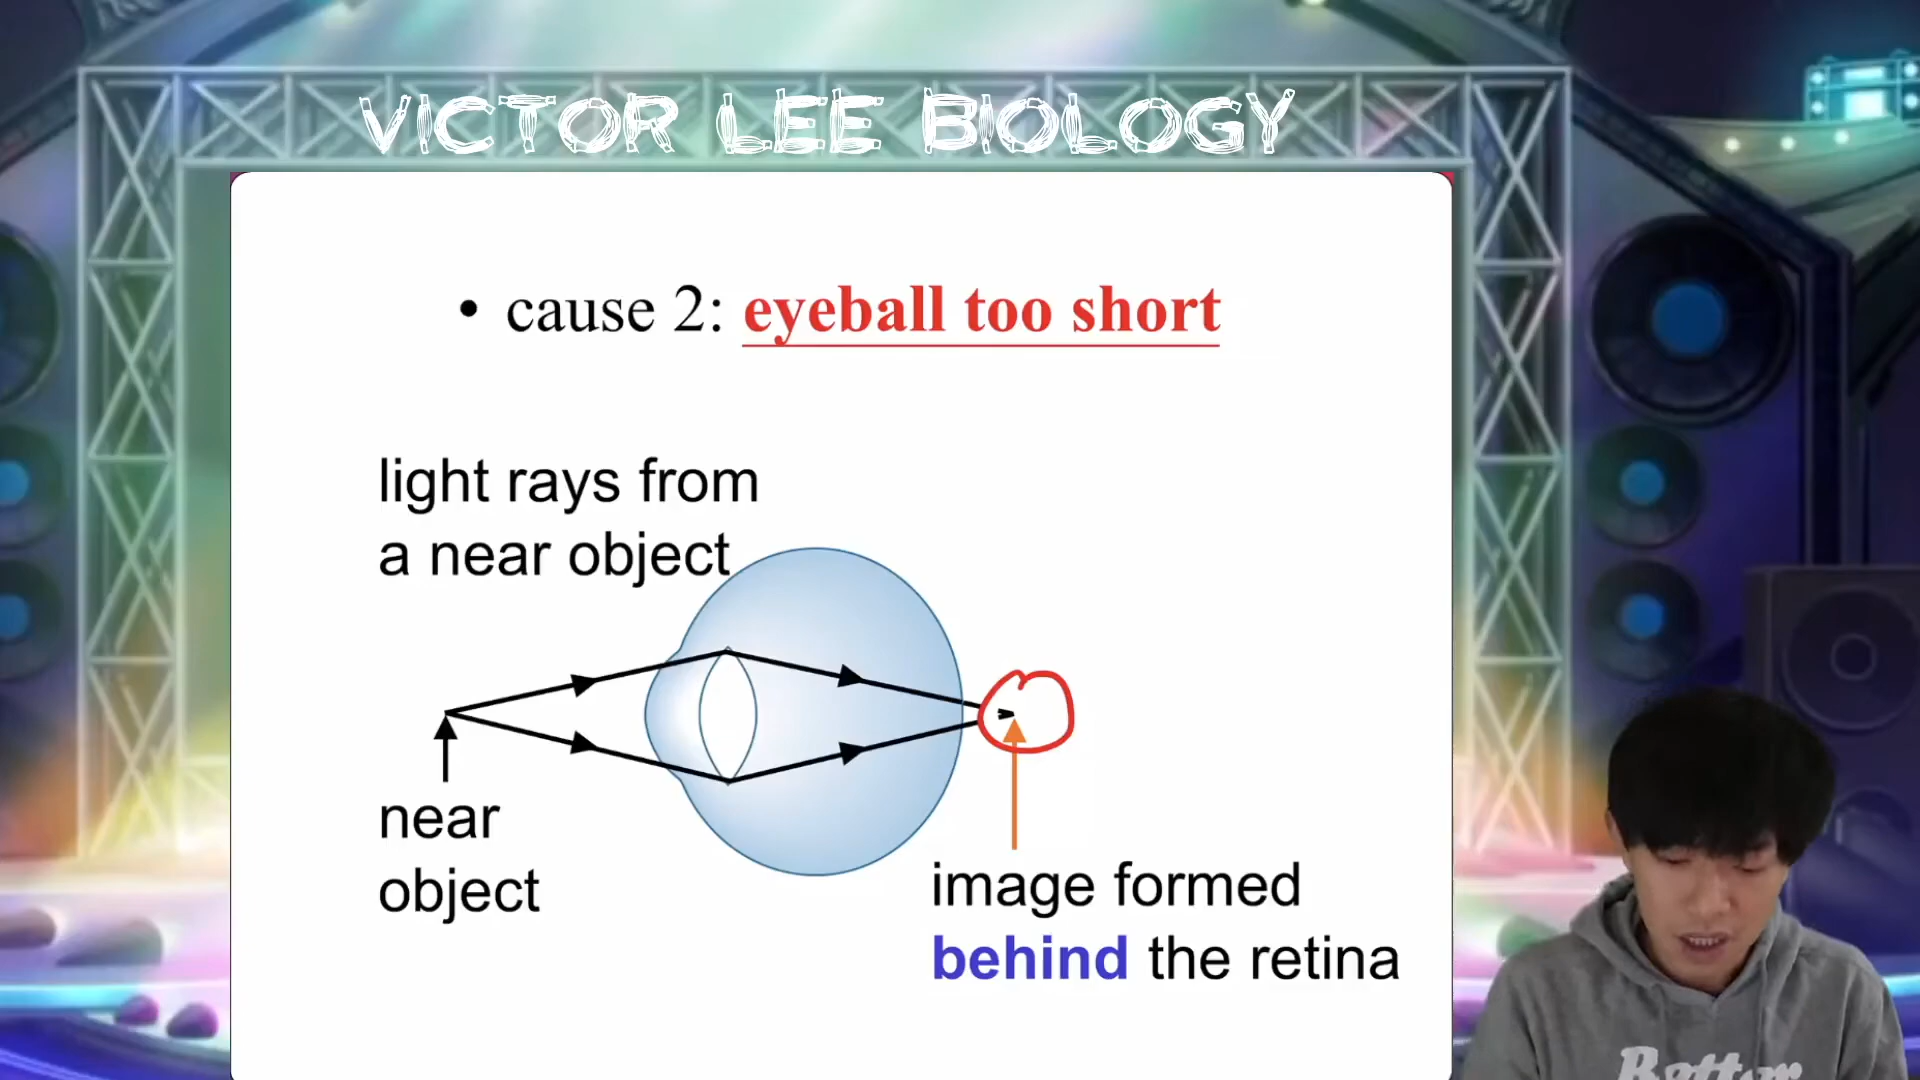 VICTOR LEE BIOLOGY
• cause 2: eyeball too short
light rays from
a near object
near
object
image formed
behind the retina
Better